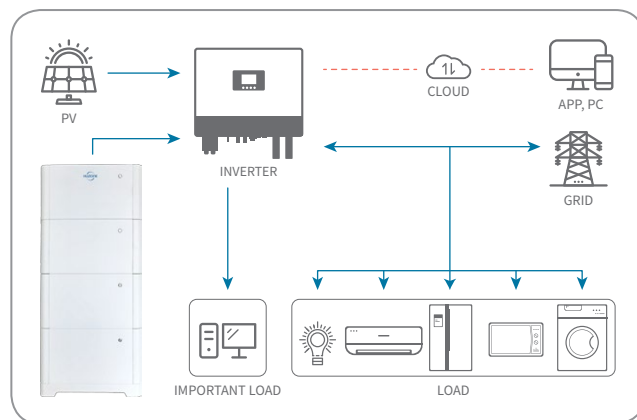 PV
INVERTER
CLOUD
APP, PC
GRID
IMPORTANT LOAD
LOAD